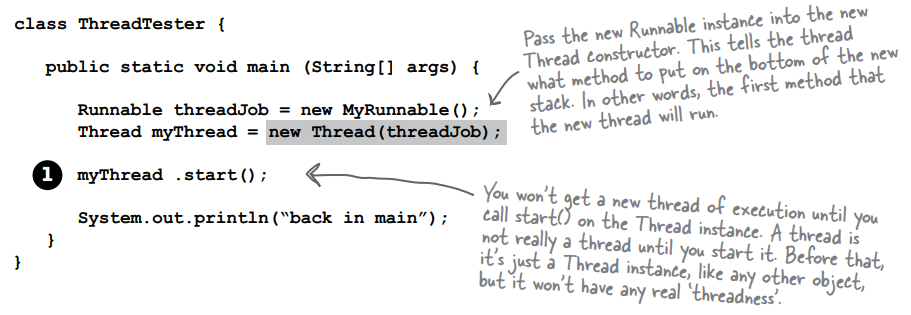 class ThreadTester {
public static void main (String[] args) {
Runnable threadJob = new MyRunnable();
Thread myThread = new Thread(threadJob);
1 myThread .start();
System.out.println(“back in main”);
}
}
Pass the new Runnable instance into the new
Thread constructor. This tells the thread
what method to put on the bottom of the new
stack. In other words, the first method that
the new thread will run.
You won't get a new thread of execution until you
call start() on the Thread instance. A thread is
not really a thread until you start it. Before that,
it's just a Thread instance, like any other object,
but it won't have any real 'threadness'.